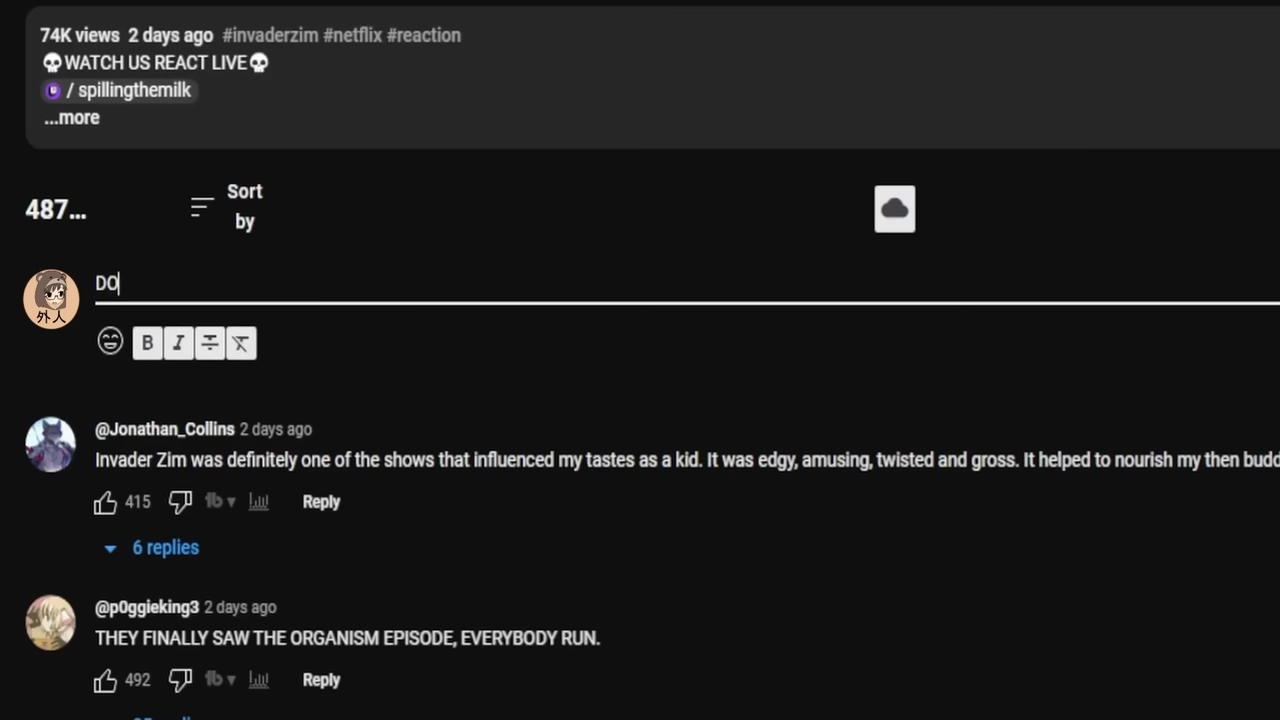 74K views 2 days ago #invaderzim #netflix #reaction
💀WATCH US REACT LIVE💀
/ spillingthemilk
...more
487...
Sort
by
DO
外人
B I
@Jonathan_Collins 2 days ago
Invader Zim was definitely one of the shows that influenced my tastes as a kid. It was edgy, amusing, twisted and gross. It helped to nourish my then budd
415 Reply
6 replies
@p0ggieking3 2 days ago
THEY FINALLY SAW THE ORGANISM EPISODE, EVERYBODY RUN.
492 Reply